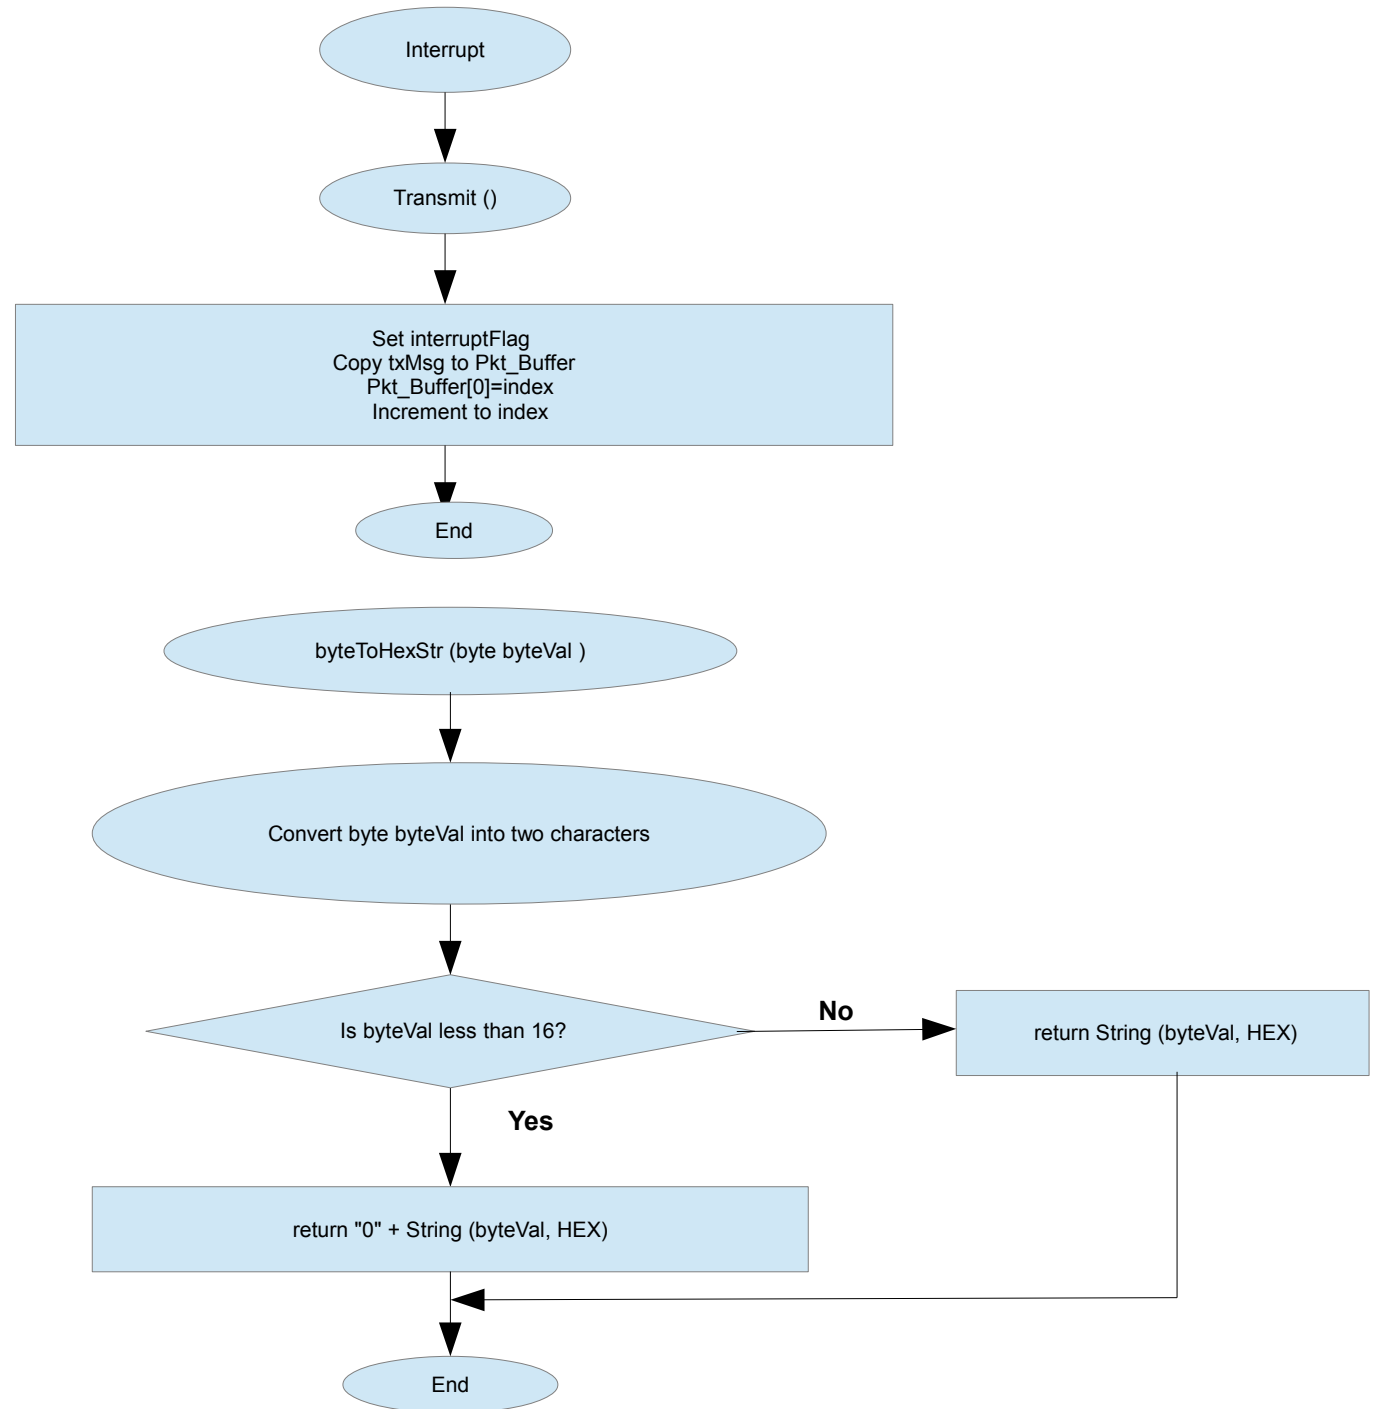 Interrupt
Transmit ()
Set interruptFlag
Copy txMsg to Pkt_Buffer
Pkt_Buffer[0]=index
Increment to index
End
byteToHexStr (byte byteVal )
Convert byte byteVal into two characters
Is byteVal less than 16?
No
return String (byteVal, HEX)
Yes
return "0" + String (byteVal, HEX)
End